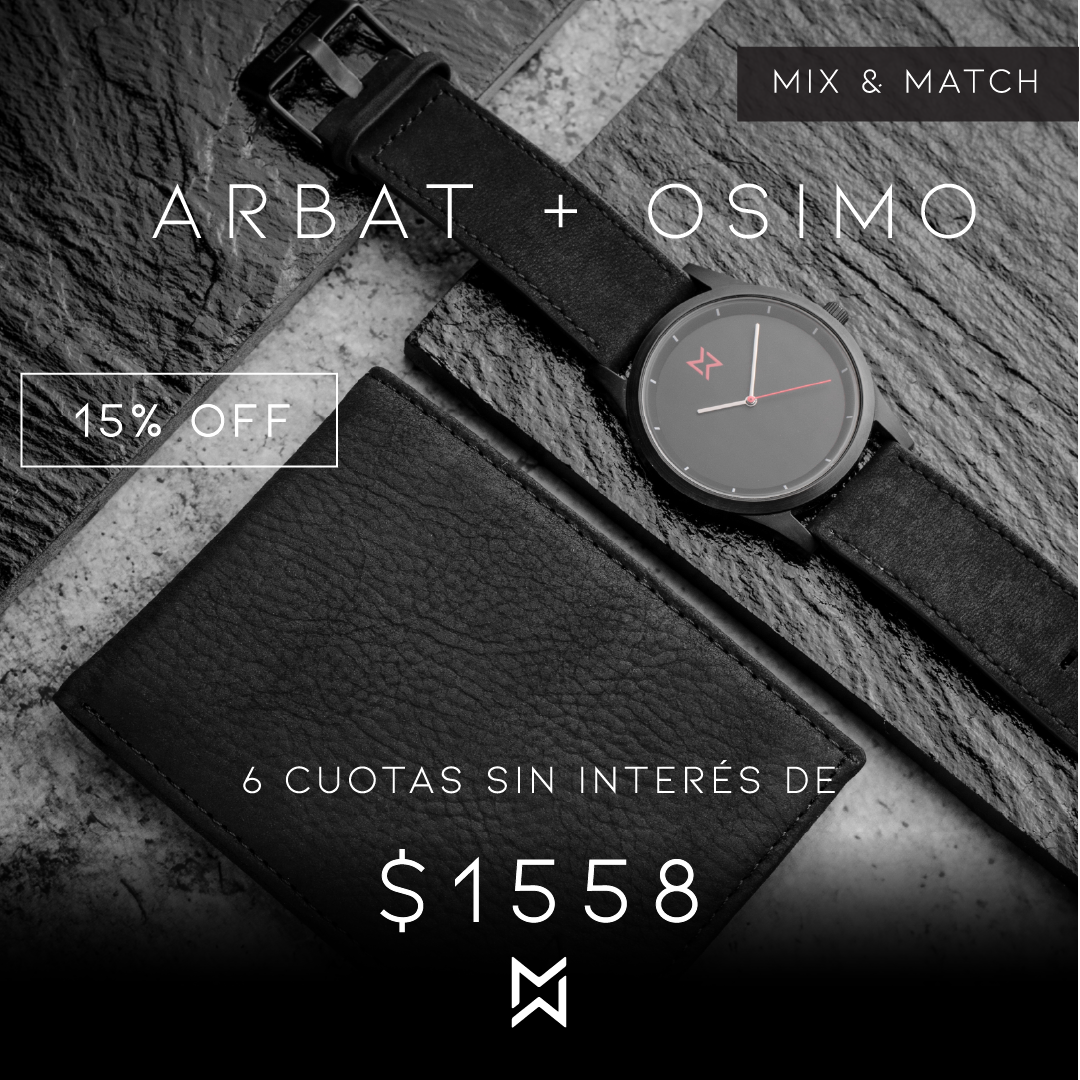 MIX & MATCH
ARBAT + OSIMO
15% OFF
6 CUOTAS SIN INTERÉS DE
$1558